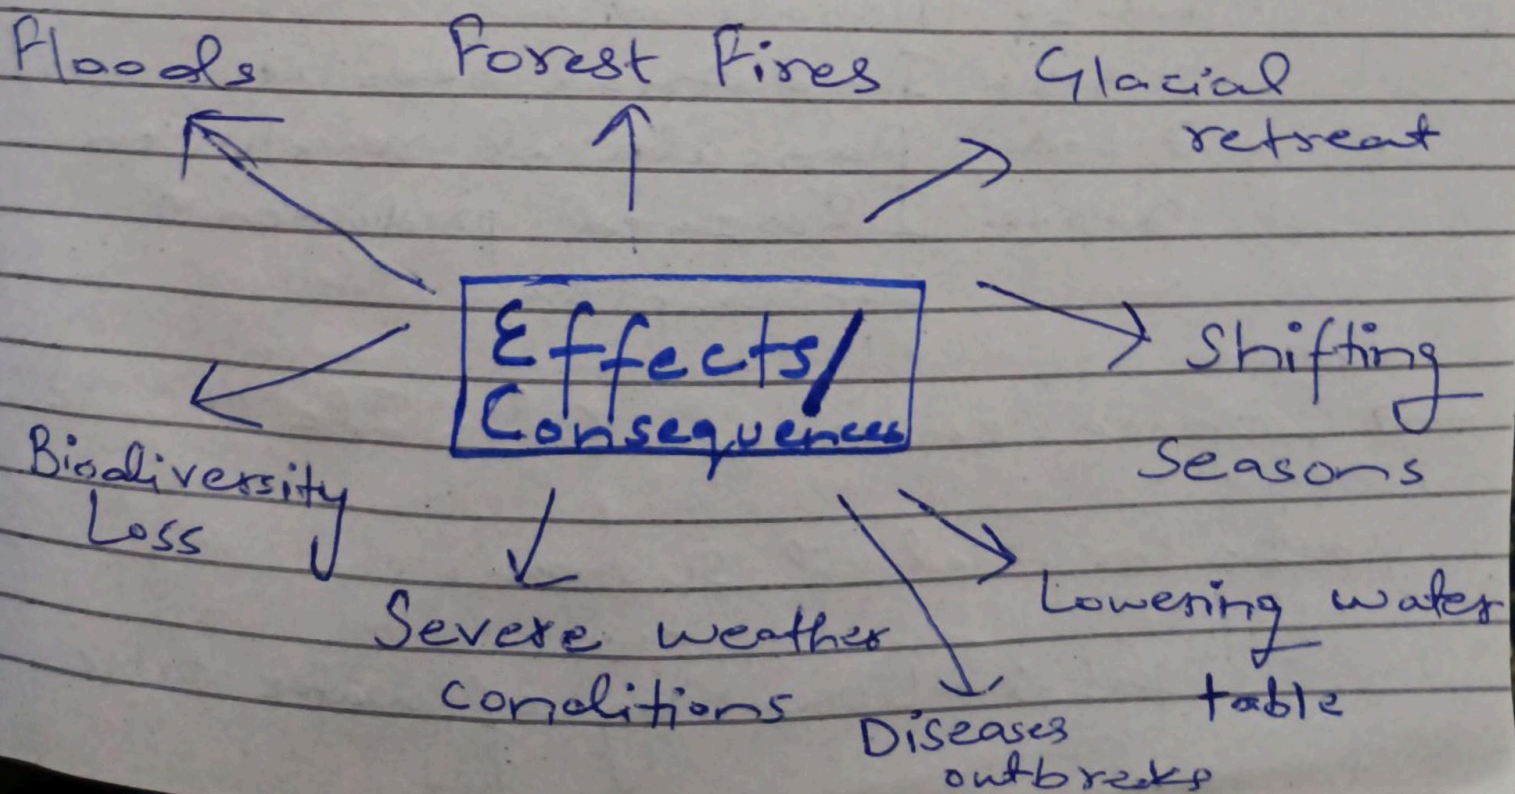 Floods
Forest Fires
Glacial
retreat
Effects/
Consequences
Shifting
Seasons
Biodiversity
Loss
Severe weather
conditions
Lowering water
table
Diseases
outbreaks